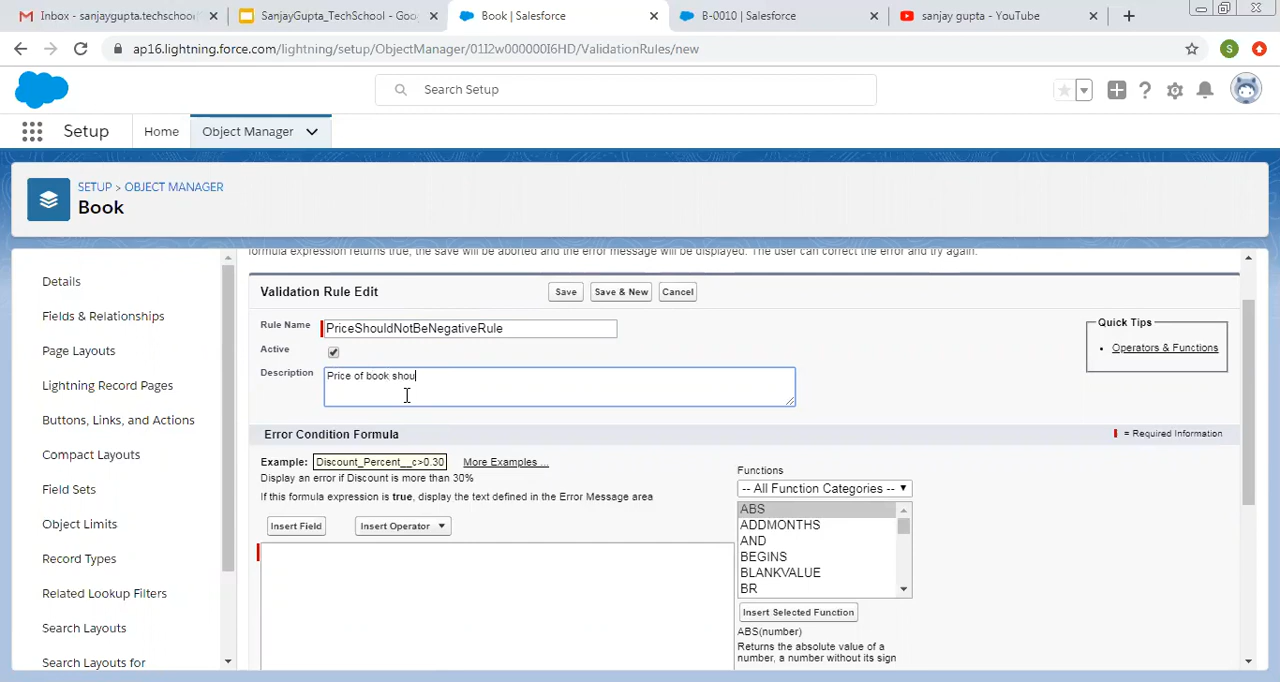 Inbox - sanjaygupta.techschool
SanjayGupta_TechSchool - Goo
Book | Salesforce
B-0010 | Salesforce
sanjay gupta - YouTube
ap16.lightning.force.com/lightning/setup/ObjectManager/01I2w000000I6HD/ValidationRules/new
S
Search Setup
Setup
Home
Object Manager
SETUP > OBJECT MANAGER
Book
Details
Fields & Relationships
Page Layouts
Lightning Record Pages
Buttons, Links, and Actions
Compact Layouts
Field Sets
Object Limits
Record Types
Related Lookup Filters
Search Layouts
Search Layouts for
formula expression returns true, the save will be aborted and the error message will be displayed. The user can correct the error and try again.
Validation Rule Edit
Save
Save & New
Cancel
Rule Name
PriceShouldNotBeNegativeRule
Active
Description
Price of book shou
Quick Tips
• Operators & Functions
Error Condition Formula
= Required Information
Example:
Discount_Percent__c>0.30
More Examples ...
Display an error if Discount is more than 30%
If this formula expression is true, display the text defined in the Error Message area
Insert Field
Insert Operator
Functions
-- All Function Categories --
ABS
ADDMONTHS
AND
BEGINS
BLANKVALUE
BR
Insert Selected Function
ABS(number)
Returns the absolute value of a
number, a number without its sign